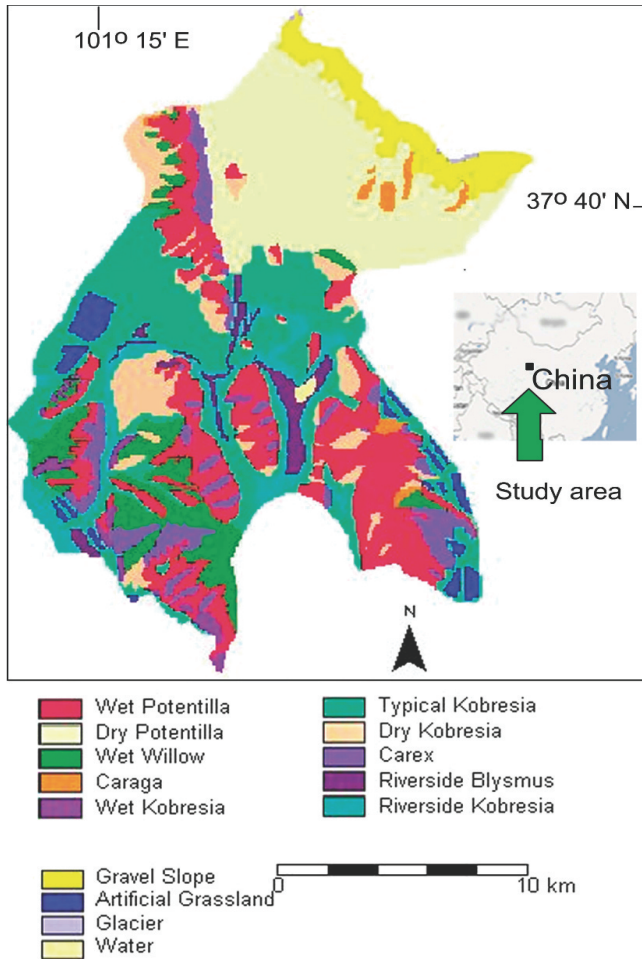 101o 15' E
37o 40' N
China
Study area
N
Wet Potentilla
Dry Potentilla
Wet Willow
Caraga
Wet Kobresia
Typical Kobresia
Dry Kobresia
Carex
Riverside Blysmus
Riverside Kobresia
Gravel Slope
Artificial Grassland
Glacier
Water
0
10 km